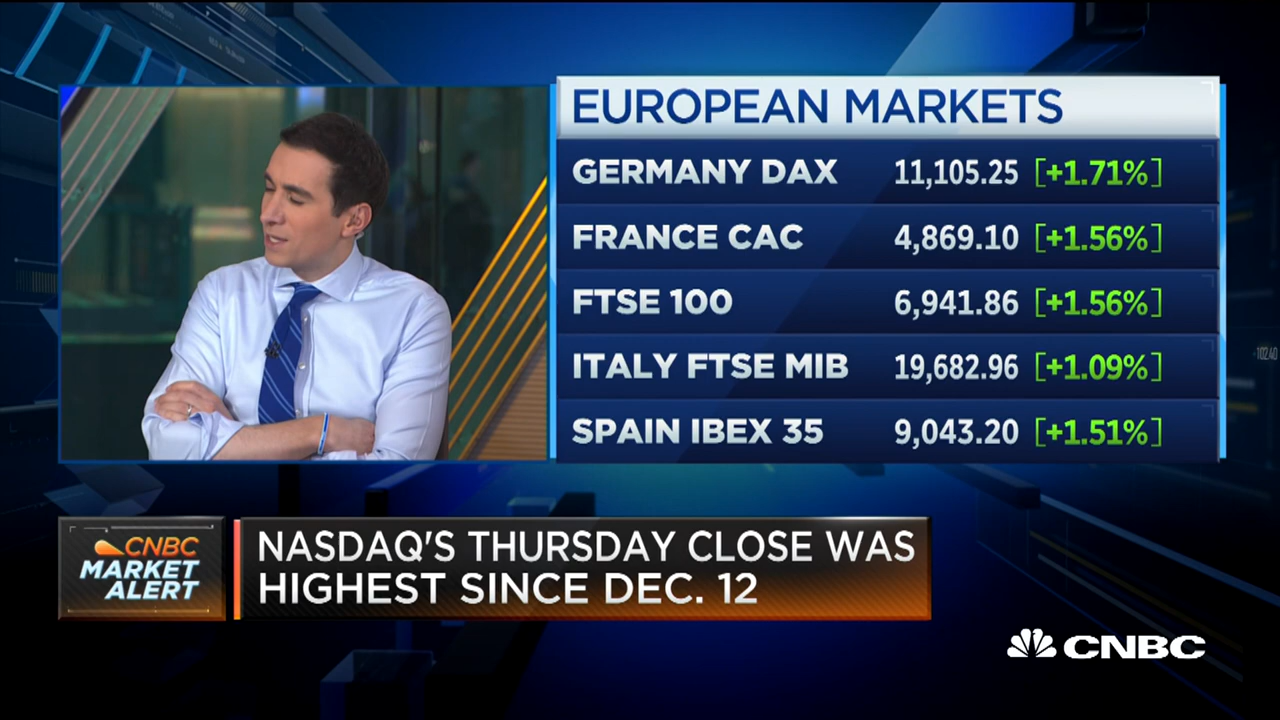 EUROPEAN MARKETS
GERMANY DAX 11,105.25 [+1.71%]
FRANCE CAC 4,869.10 [+1.56%]
FTSE 100 6,941.86 [+1.56%]
ITALY FTSE MIB 19,682.96 [+1.09%]
SPAIN IBEX 35 9,043.20 [+1.51%]
CNBC
MARKET
ALERT
NASDAQ'S THURSDAY CLOSE WAS
HIGHEST SINCE DEC. 12
CNBC